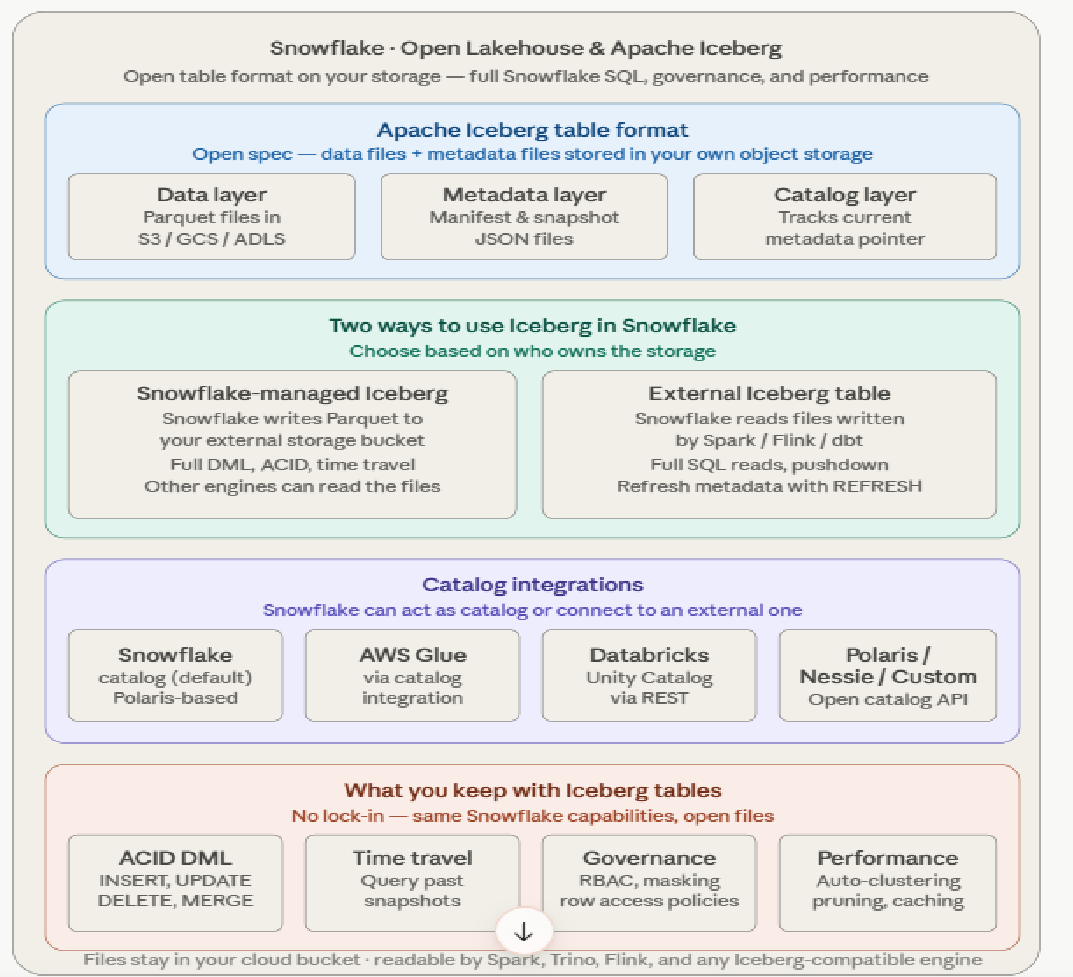 Snowflake · Open Lakehouse & Apache Iceberg
Open table format on your storage — full Snowflake SQL, governance, and performance
Apache Iceberg table format
Open spec — data files + metadata files stored in your own object storage
Data layer
Parquet files in
S3 / GCS / ADLS
Metadata layer
Manifest & snapshot
JSON files
Catalog layer
Tracks current
metadata pointer
Two ways to use Iceberg in Snowflake
Choose based on who owns the storage
Snowflake-managed Iceberg
Snowflake writes Parquet to
your external storage bucket
Full DML, ACID, time travel
Other engines can read the files
External Iceberg table
Snowflake reads files written
by Spark / Flink / dbt
Full SQL reads, pushdown
Refresh metadata with REFRESH
Catalog integrations
Snowflake can act as catalog or connect to an external one
Snowflake
catalog (default)
Polaris-based
AWS Glue
via catalog
integration
Databricks
Unity Catalog
via REST
Polaris /
Nessie / Custom
Open catalog API
What you keep with Iceberg tables
No lock-in — same Snowflake capabilities, open files
ACID DML
INSERT, UPDATE
DELETE, MERGE
Time travel
Query past
snapshots
Governance
RBAC, masking
row access policies
Performance
Auto-clustering
pruning, caching
Files stay in your cloud bucket · readable by Spark, Trino, Flink, and any Iceberg-compatible engine